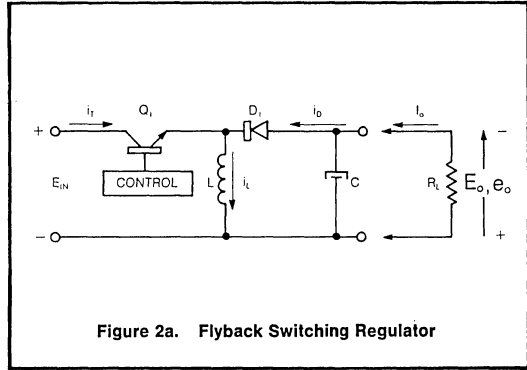 i_T Q_1 D_1 i_D I_o
+ −
E_IN CONTROL L i_L C R_L E_o, e_o
− +
Figure 2a. Flyback Switching Regulator